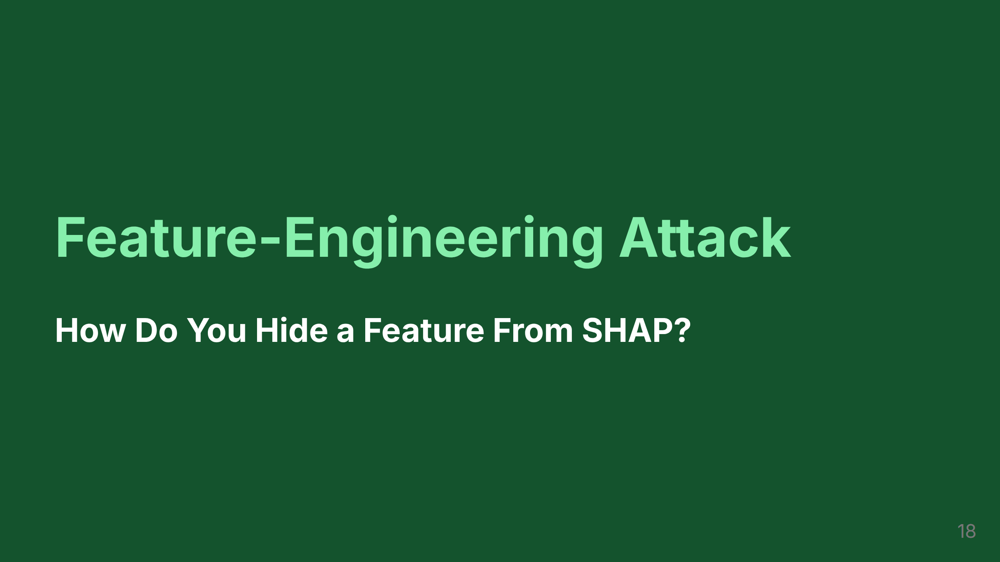 Feature-Engineering Attack
How Do You Hide a Feature From SHAP?
18